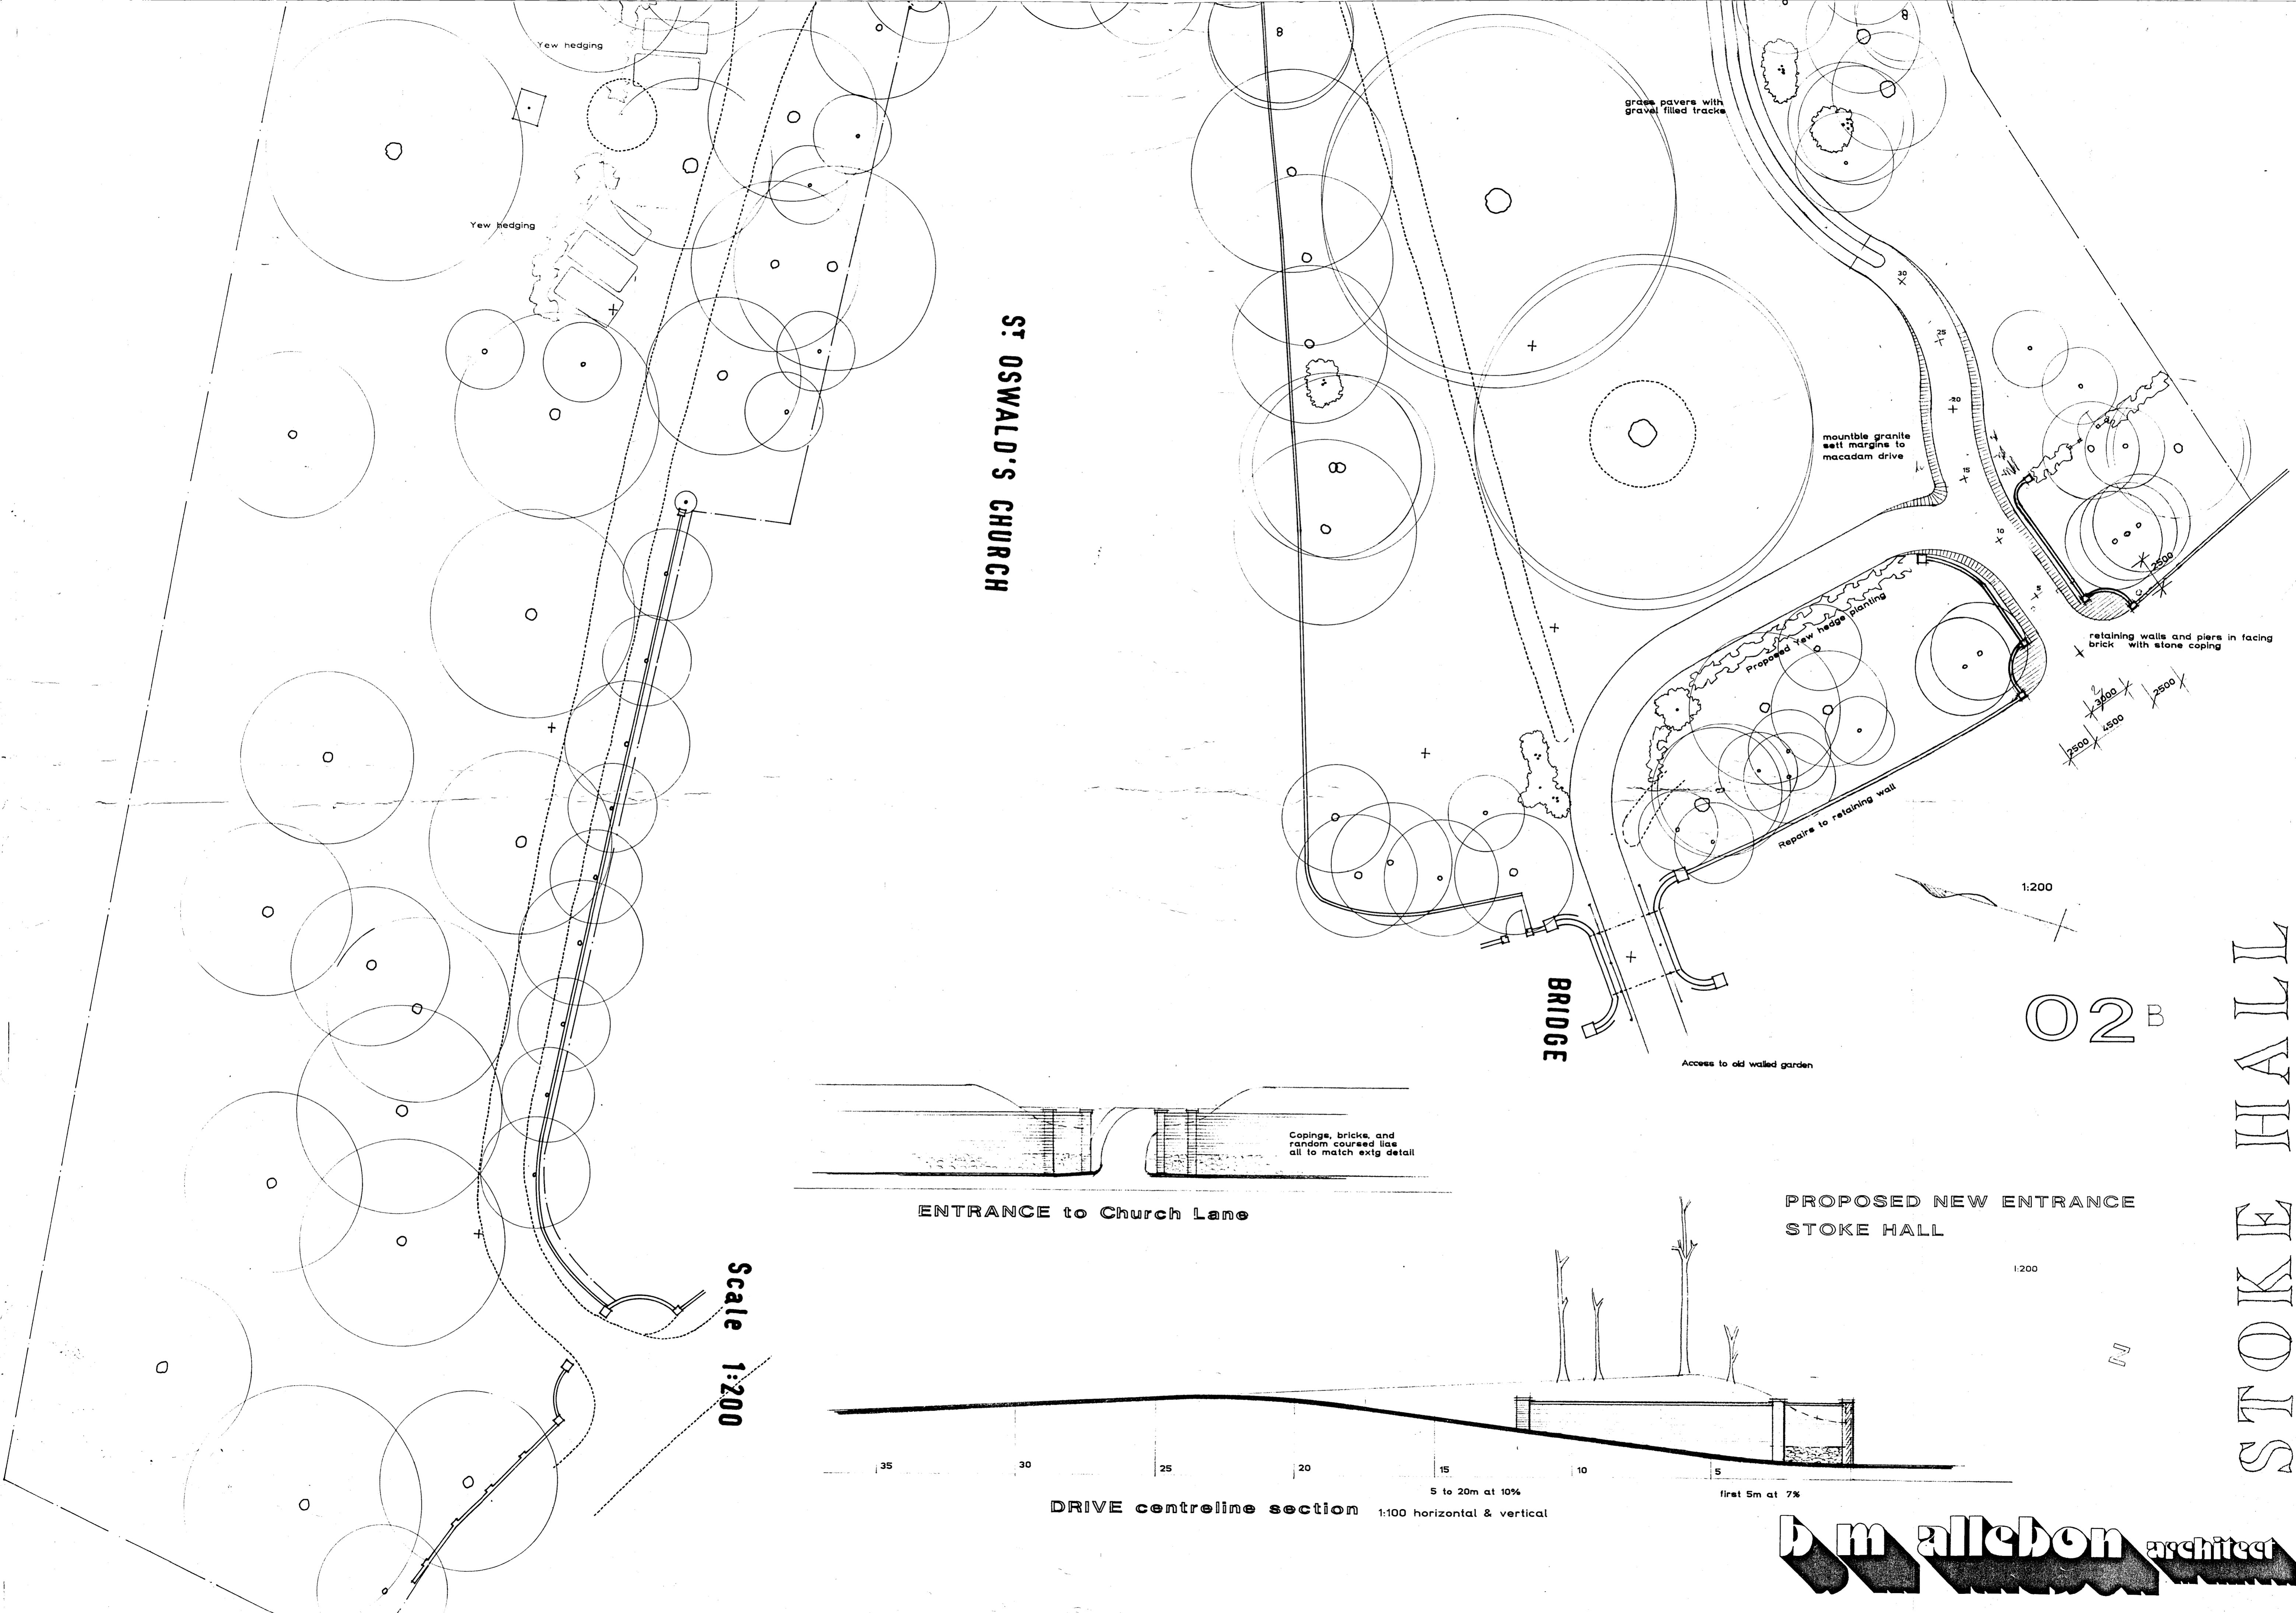 Yew hedging
Yew hedging
ST. OSWALD'S CHURCH
grass pavers with
gravel filled tracks
30
25
20
15
10
5
mountble granite
sett margins to
macadam drive
2500
Proposed Yew hedge planting
retaining walls and piers in facing
brick with stone coping
2
3000
2500
4500
2500
Repairs to retaining wall
1:200
02 B
BRIDGE
Access to old walled garden
Copings, bricks, and
random coursed lias
all to match extg detail
ENTRANCE to Church Lane
PROPOSED NEW ENTRANCE
STOKE HALL
1:200
N
STOKE HALL
Scale 1:200
35
30
25
20
15
10
5
5 to 20m at 10%
first 5m at 7%
DRIVE centreline section 1:100 horizontal & vertical
b m allebon architect